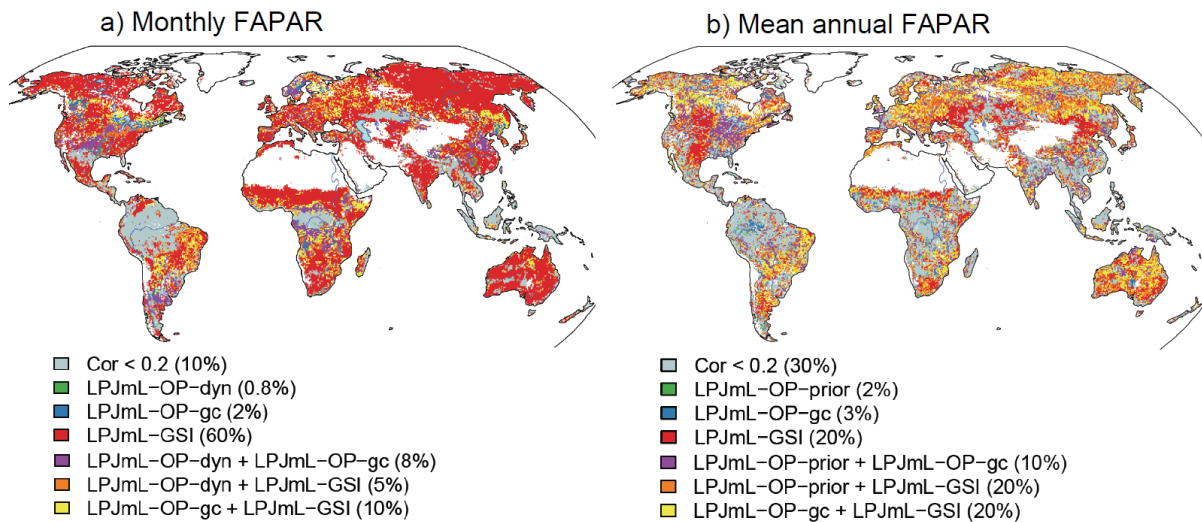 a) Monthly FAPAR
Cor < 0.2 (10%)
LPJmL−OP−dyn (0.8%)
LPJmL−OP−gc (2%)
LPJmL−GSI (60%)
LPJmL−OP−dyn + LPJmL−OP−gc (8%)
LPJmL−OP−dyn + LPJmL−GSI (5%)
LPJmL−OP−gc + LPJmL−GSI (10%)
b) Mean annual FAPAR
Cor < 0.2 (30%)
LPJmL−OP−prior (2%)
LPJmL−OP−gc (3%)
LPJmL−GSI (20%)
LPJmL−OP−prior + LPJmL−OP−gc (10%)
LPJmL−OP−prior + LPJmL−GSI (20%)
LPJmL−OP−gc + LPJmL−GSI (20%)